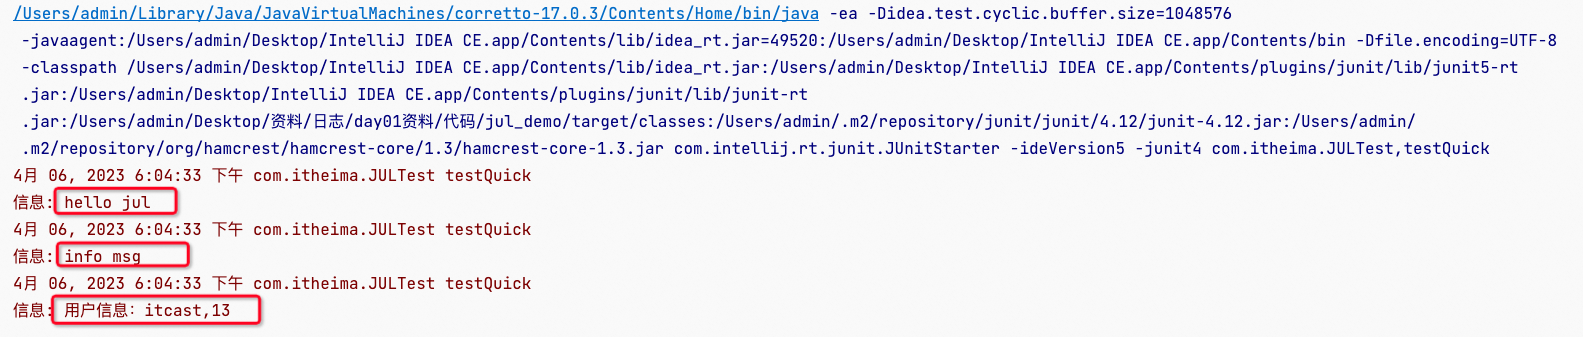 /Users/admin/Library/Java/JavaVirtualMachines/corretto-17.0.3/Contents/Home/bin/java -ea -Didea.test.cyclic.buffer.size=1048576
-javaagent:/Users/admin/Desktop/IntelliJ IDEA CE.app/Contents/lib/idea_rt.jar=49520:/Users/admin/Desktop/IntelliJ IDEA CE.app/Contents/bin -Dfile.encoding=UTF-8
-classpath /Users/admin/Desktop/IntelliJ IDEA CE.app/Contents/lib/idea_rt.jar:/Users/admin/Desktop/IntelliJ IDEA CE.app/Contents/plugins/junit/lib/junit5-rt
.jar:/Users/admin/Desktop/IntelliJ IDEA CE.app/Contents/plugins/junit/lib/junit-rt
.jar:/Users/admin/Desktop/资料/日志/day01资料/代码/jul_demo/target/classes:/Users/admin/.m2/repository/junit/junit/4.12/junit-4.12.jar:/Users/admin/
.m2/repository/org/hamcrest/hamcrest-core/1.3/hamcrest-core-1.3.jar com.intellij.rt.junit.JUnitStarter -ideVersion5 -junit4 com.itheima.JULTest,testQuick
4月 06, 2023 6:04:33 下午 com.itheima.JULTest testQuick
信息: hello jul
4月 06, 2023 6:04:33 下午 com.itheima.JULTest testQuick
信息: info msg
4月 06, 2023 6:04:33 下午 com.itheima.JULTest testQuick
信息: 用户信息：itcast,13